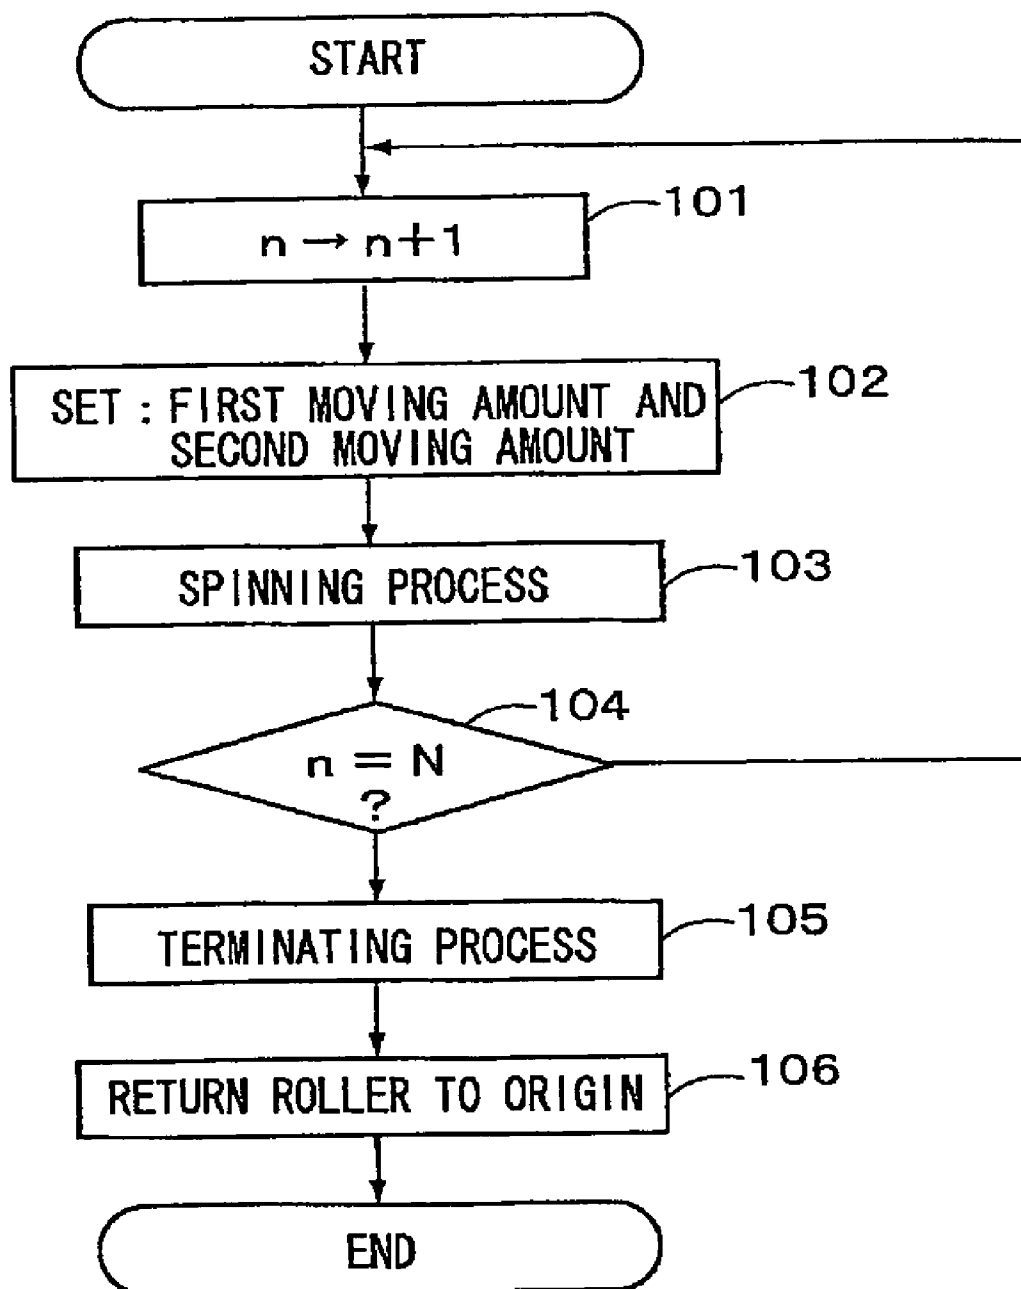 START
101
n → n+1
102
SET : FIRST MOVING AMOUNT AND
SECOND MOVING AMOUNT
103
SPINNING PROCESS
104
n = N
?
105
TERMINATING PROCESS
106
RETURN ROLLER TO ORIGIN
END